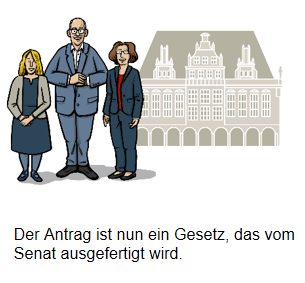 Der Antrag ist nun ein Gesetz, das vom
Senat ausgefertigt wird.